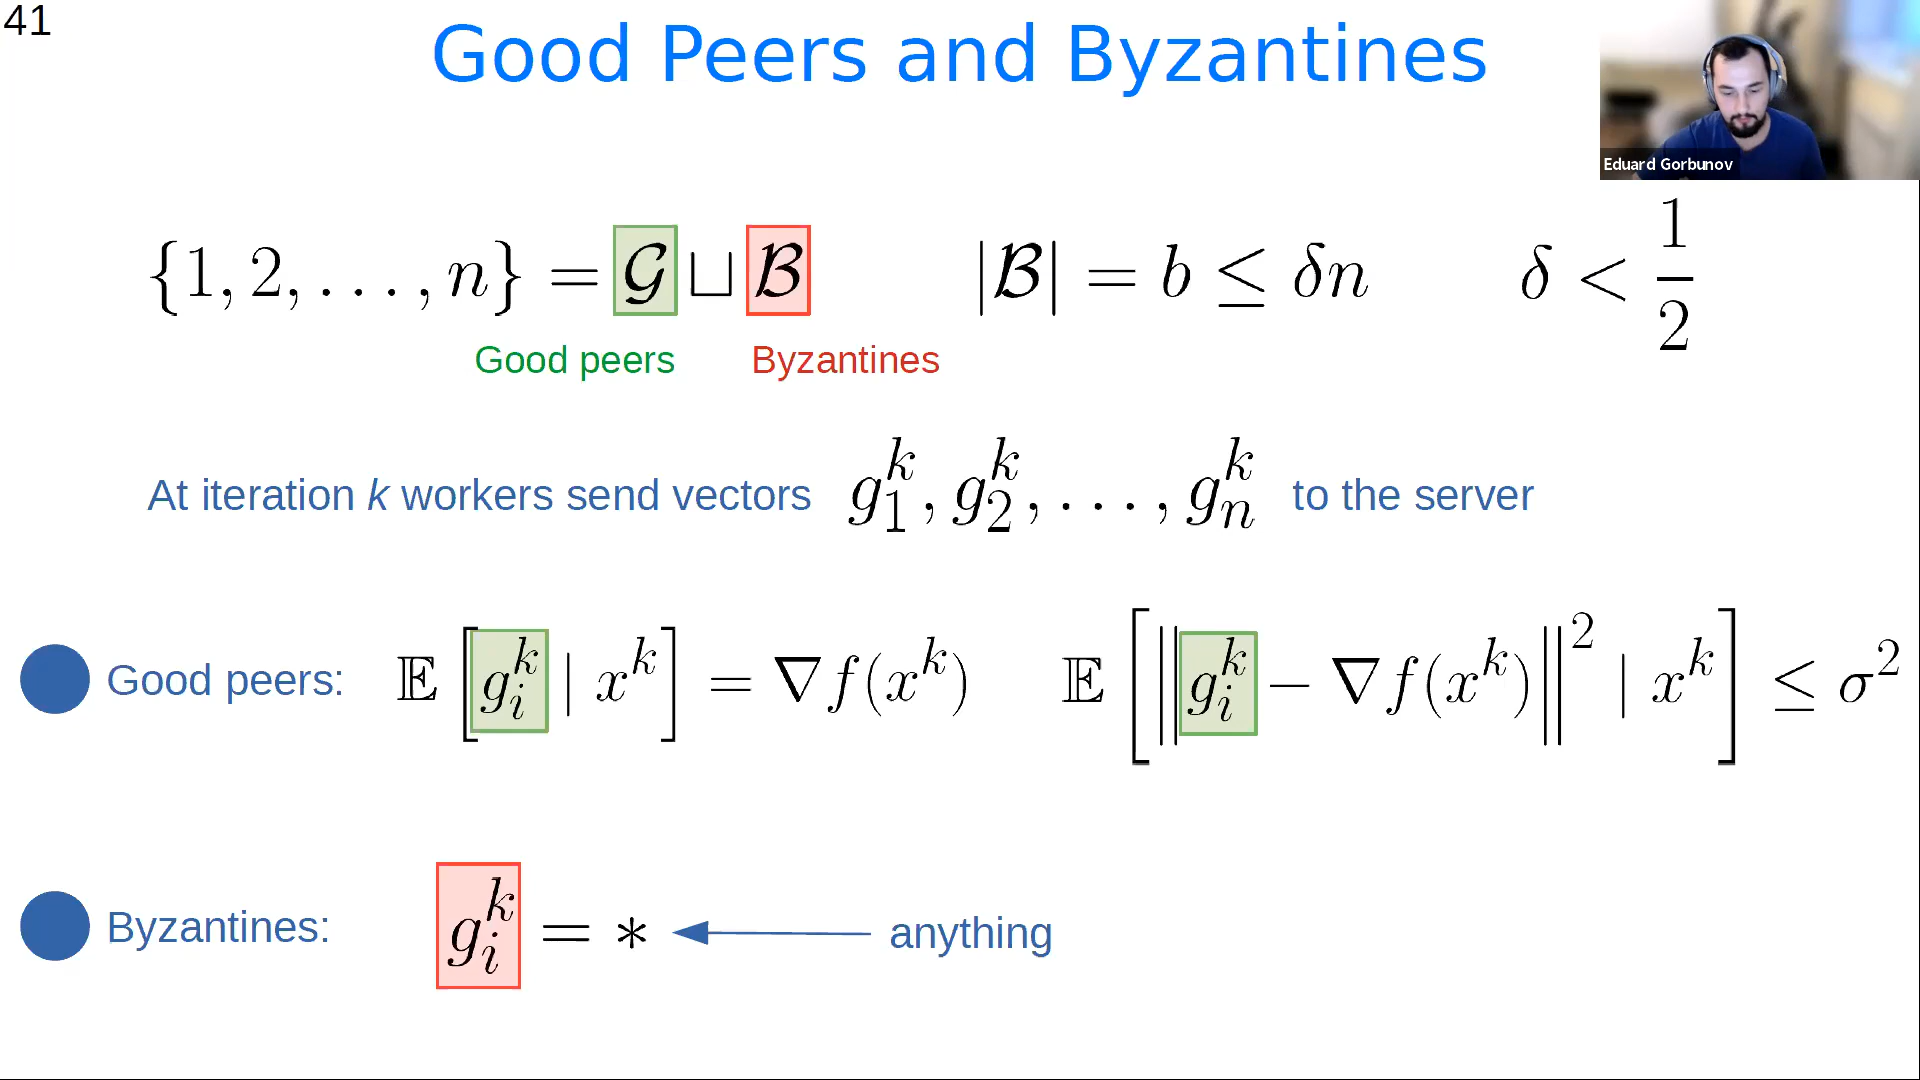 41
Good Peers and Byzantines
Eduard Gorbunov
{1, 2, . . . , n} = 𝒢 ⊔ ℬ |ℬ| = b ≤ δn δ < 1/2
Good peers Byzantines
At iteration k workers send vectors g₁ᵏ, g₂ᵏ, . . . , gₙᵏ to the server
Good peers: 𝔼 [gᵢᵏ | xᵏ] = ∇f(xᵏ) 𝔼 [‖gᵢᵏ − ∇f(xᵏ)‖² | xᵏ] ≤ σ²
Byzantines: gᵢᵏ = * anything